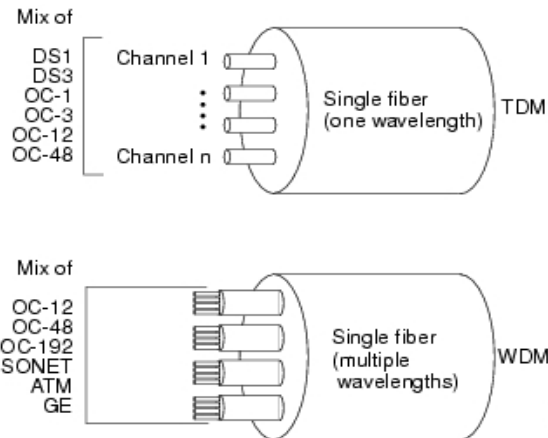 Mix of
DS1
DS3
OC-1
OC-3
OC-12
OC-48
Channel 1
Channel n
Single fiber
(one wavelength)
TDM
Mix of
OC-12
OC-48
OC-192
SONET
ATM
GE
Single fiber
(multiple
wavelengths)
WDM